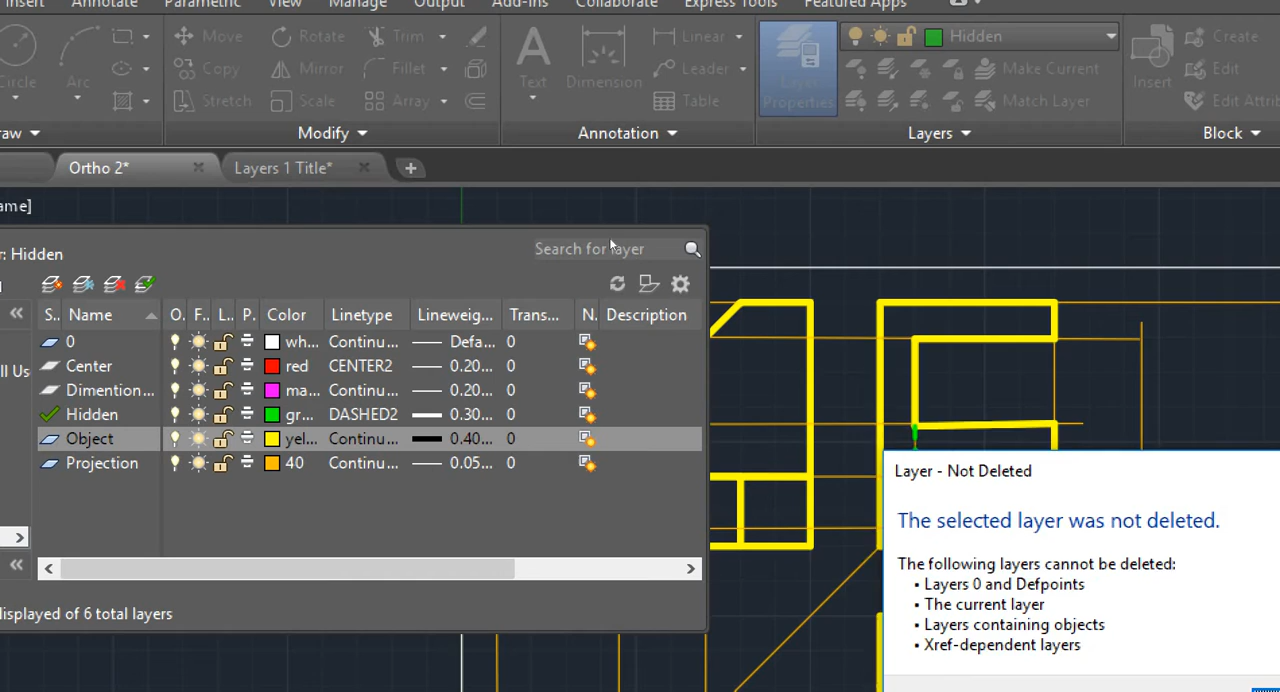 Insert Annotate Parametric View Manage Output Add-Ins Collaborate Express Tools Featured Apps
Circle
Arc
Move
Rotate
Trim
Copy
Mirror
Fillet
Stretch
Scale
Array
Text
Dimension
Linear
Leader
Table
Layer
Properties
Hidden
Make Current
Match Layer
Insert
Create
Edit
Edit Attri
raw
Modify
Annotation
Layers
Block
Ortho 2*
Layers 1 Title*
ame]
r: Hidden
Search for layer
S.. Name O. F.. L.. P. Color Linetype Lineweig... Trans... N. Description
0 wh... Continu... Defa... 0
Center red CENTER2 0.20... 0
Dimention... ma... Continu... 0.20... 0
Hidden gr... DASHED2 0.30... 0
Object yel... Continu... 0.40... 0
Projection 40 Continu... 0.05... 0
ll Us
isplayed of 6 total layers
Layer - Not Deleted
The selected layer was not deleted.
The following layers cannot be deleted:
• Layers 0 and Defpoints
• The current layer
• Layers containing objects
• Xref-dependent layers